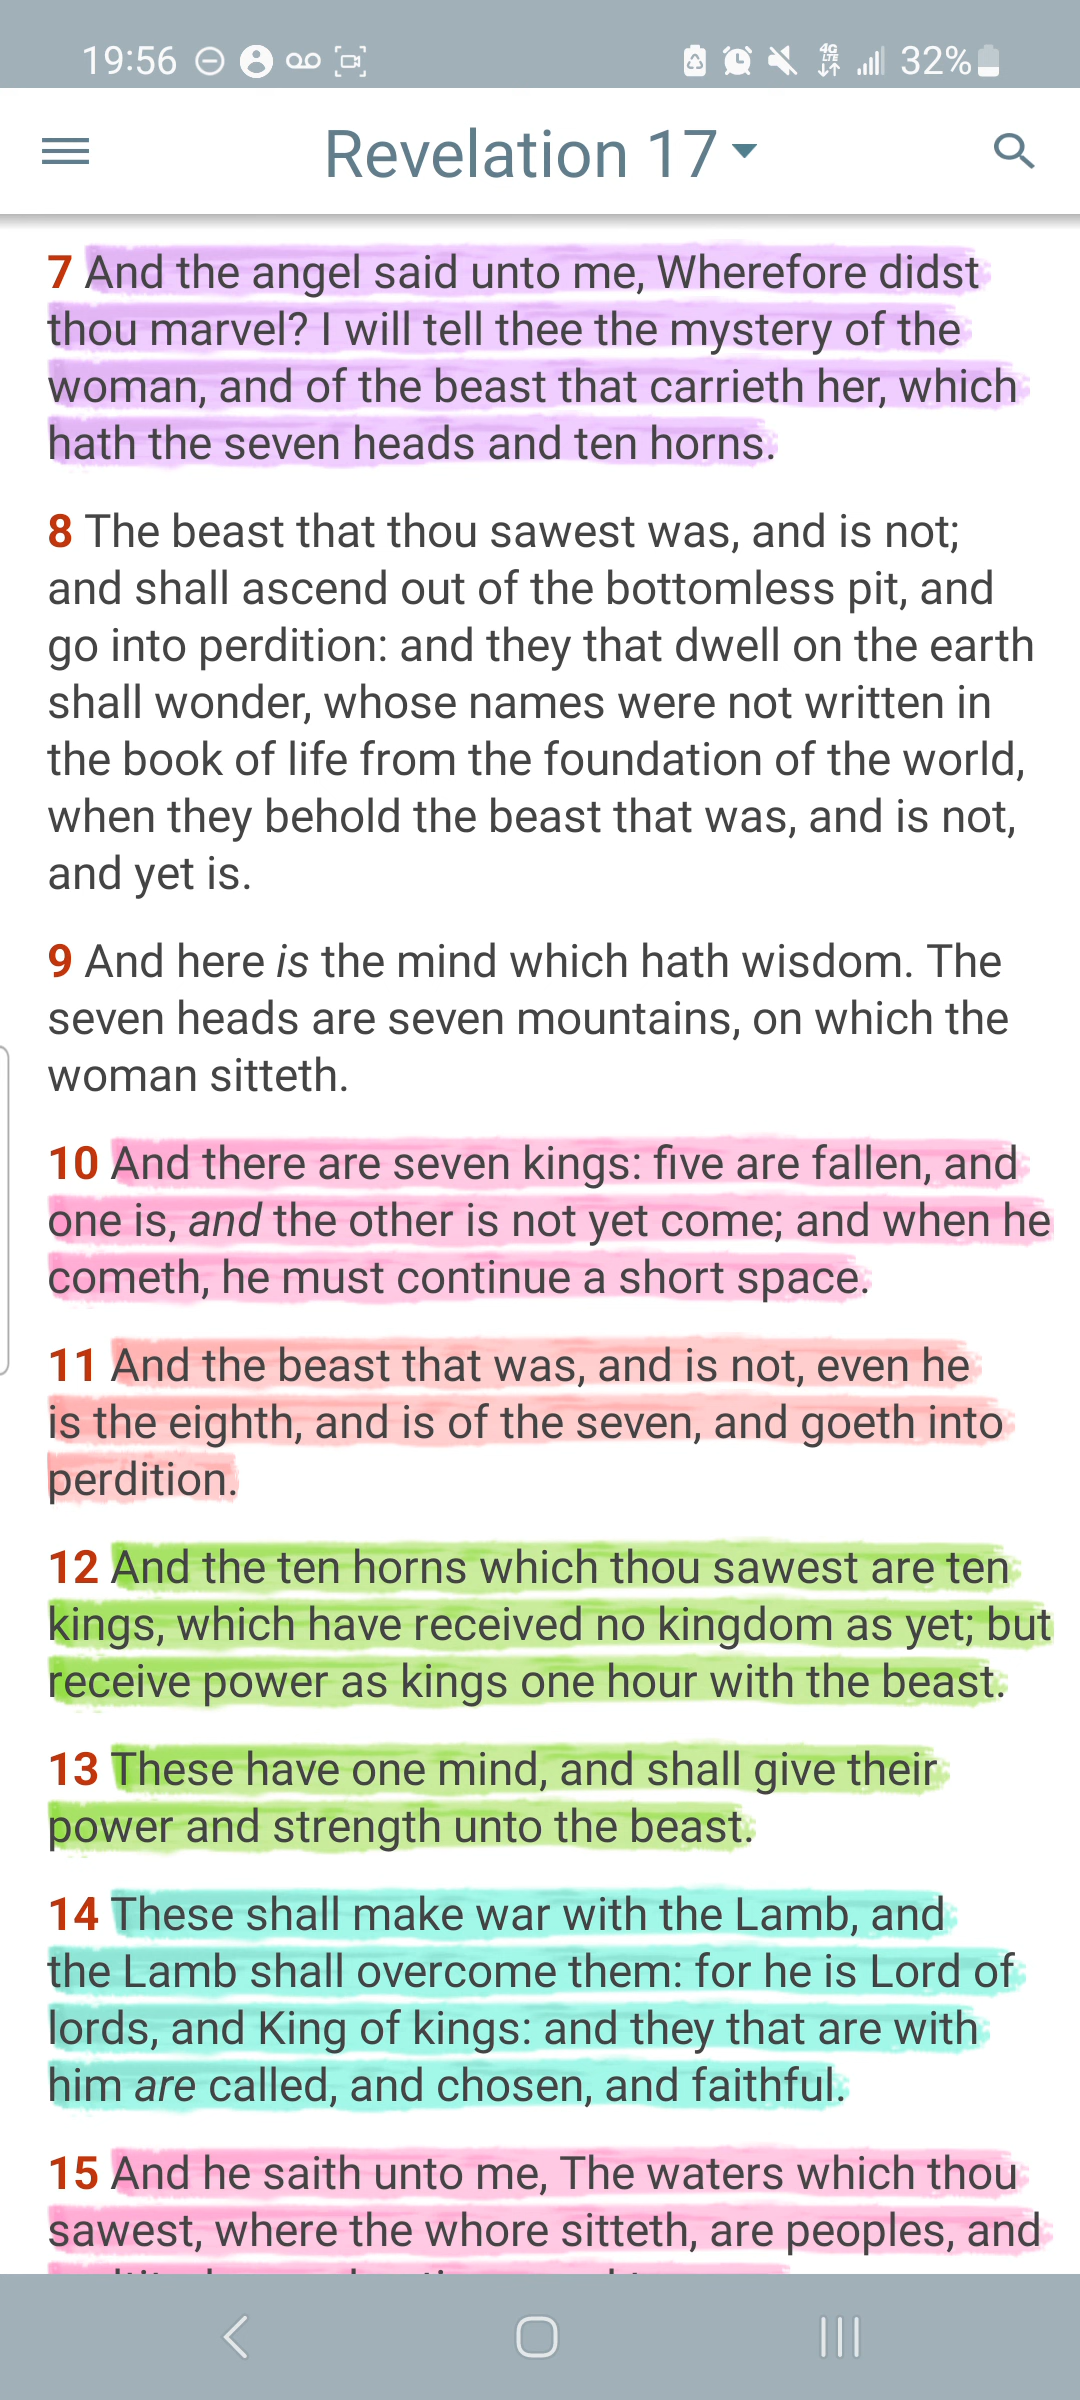 19:56
4G LTE 32%
Revelation 17
7 And the angel said unto me, Wherefore didst
thou marvel? I will tell thee the mystery of the
woman, and of the beast that carrieth her, which
hath the seven heads and ten horns.
8 The beast that thou sawest was, and is not;
and shall ascend out of the bottomless pit, and
go into perdition: and they that dwell on the earth
shall wonder, whose names were not written in
the book of life from the foundation of the world,
when they behold the beast that was, and is not,
and yet is.
9 And here is the mind which hath wisdom. The
seven heads are seven mountains, on which the
woman sitteth.
10 And there are seven kings: five are fallen, and
one is, and the other is not yet come; and when he
cometh, he must continue a short space.
11 And the beast that was, and is not, even he
is the eighth, and is of the seven, and goeth into
perdition.
12 And the ten horns which thou sawest are ten
kings, which have received no kingdom as yet; but
receive power as kings one hour with the beast.
13 These have one mind, and shall give their
power and strength unto the beast.
14 These shall make war with the Lamb, and
the Lamb shall overcome them: for he is Lord of
lords, and King of kings: and they that are with
him are called, and chosen, and faithful.
15 And he saith unto me, The waters which thou
sawest, where the whore sitteth, are peoples, and